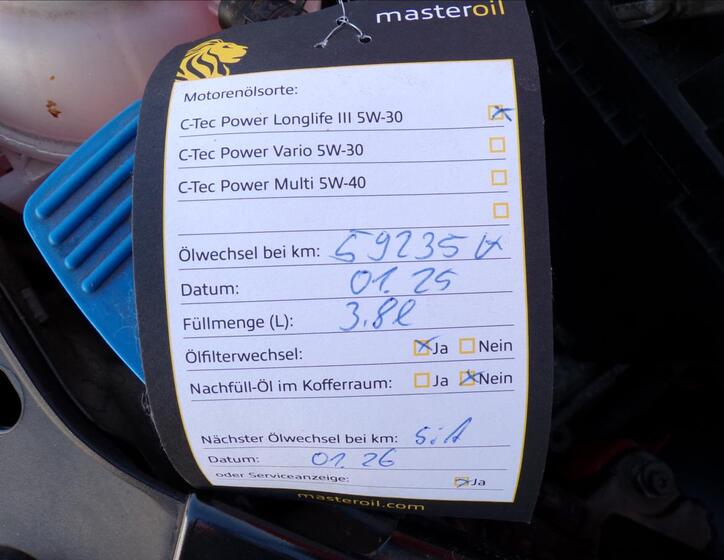 masteroil
Motorenölsorte:
C-Tec Power Longlife III 5W-30
C-Tec Power Vario 5W-30
C-Tec Power Multi 5W-40
Ölwechsel bei km: 59235
Datum: 01.25
Füllmenge (L): 3.8l
Ölfilterwechsel: Ja Nein
Nachfüll-Öl im Kofferraum: Ja Nein
Nächster Ölwechsel bei km: S.A
Datum: 01.26
oder Serviceanzeige: Ja
masteroil.com